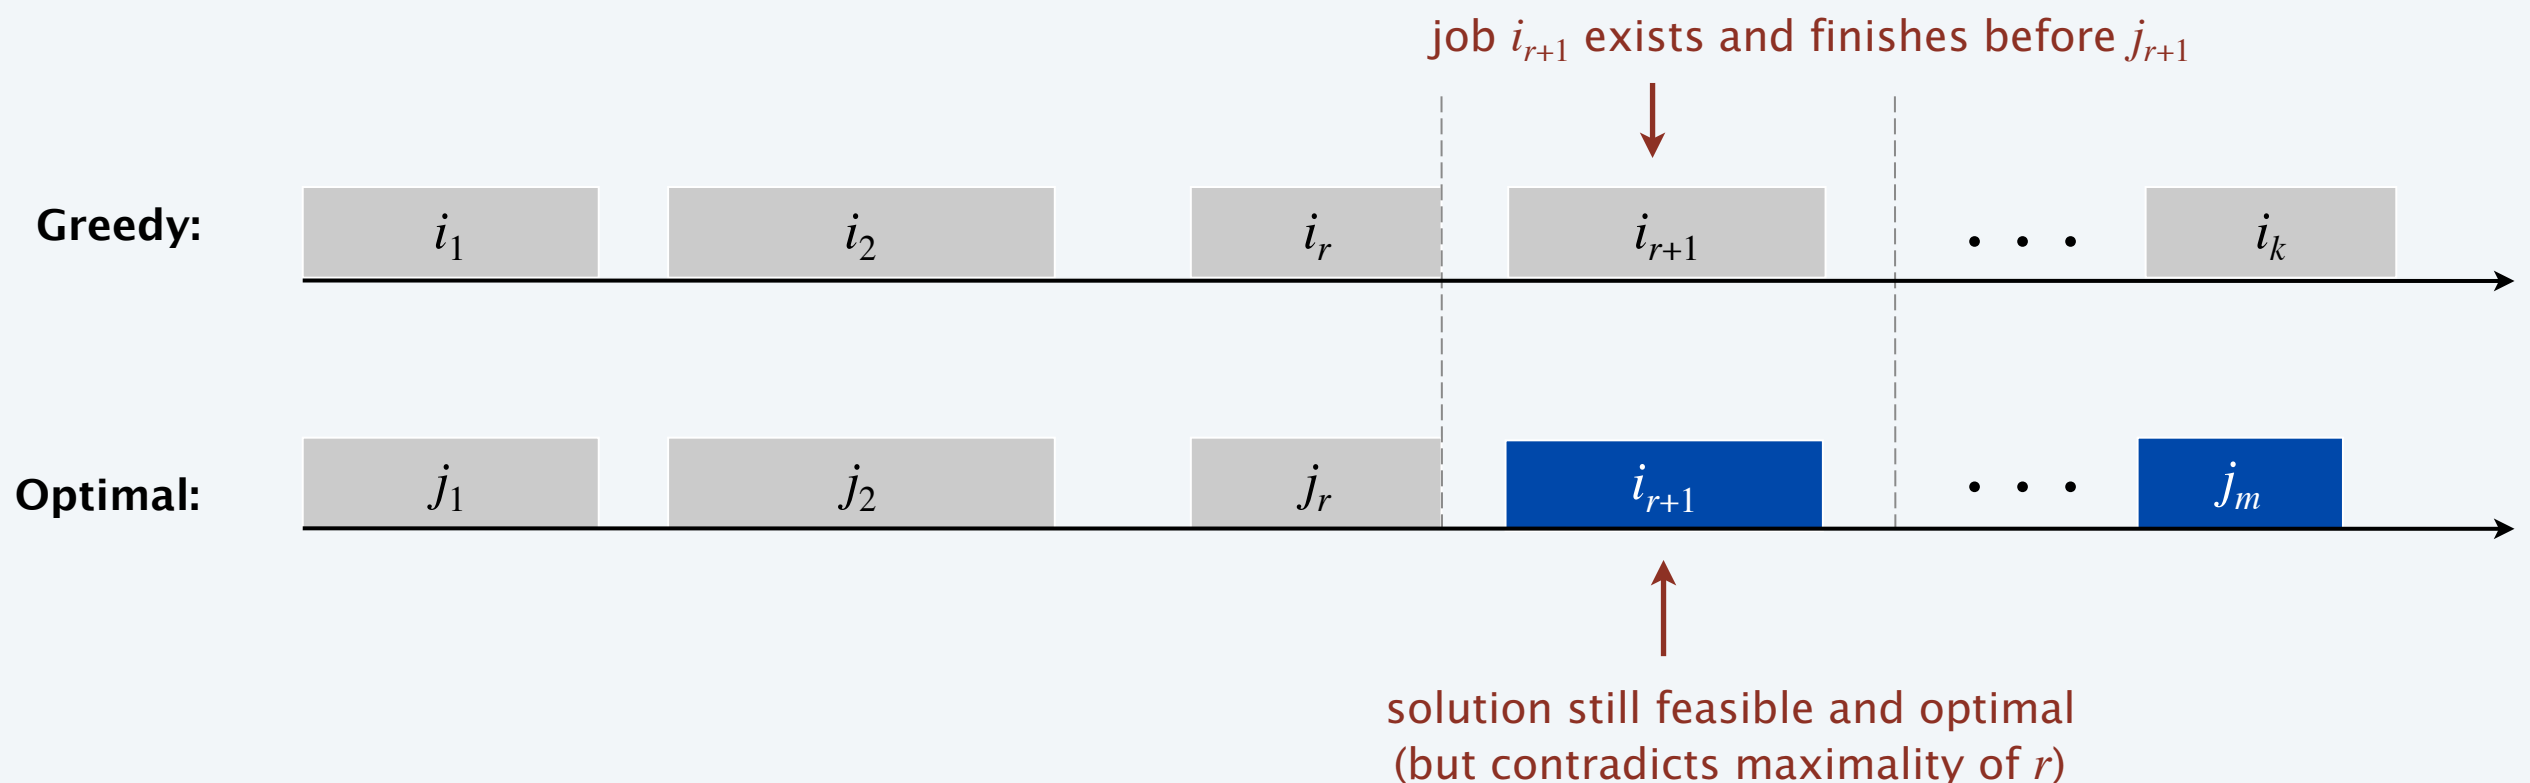 job i_{r+1} exists and finishes before j_{r+1}
Greedy: i_1 i_2 i_r i_{r+1} • • • i_k
Optimal: j_1 j_2 j_r i_{r+1} • • • j_m
solution still feasible and optimal
(but contradicts maximality of r)